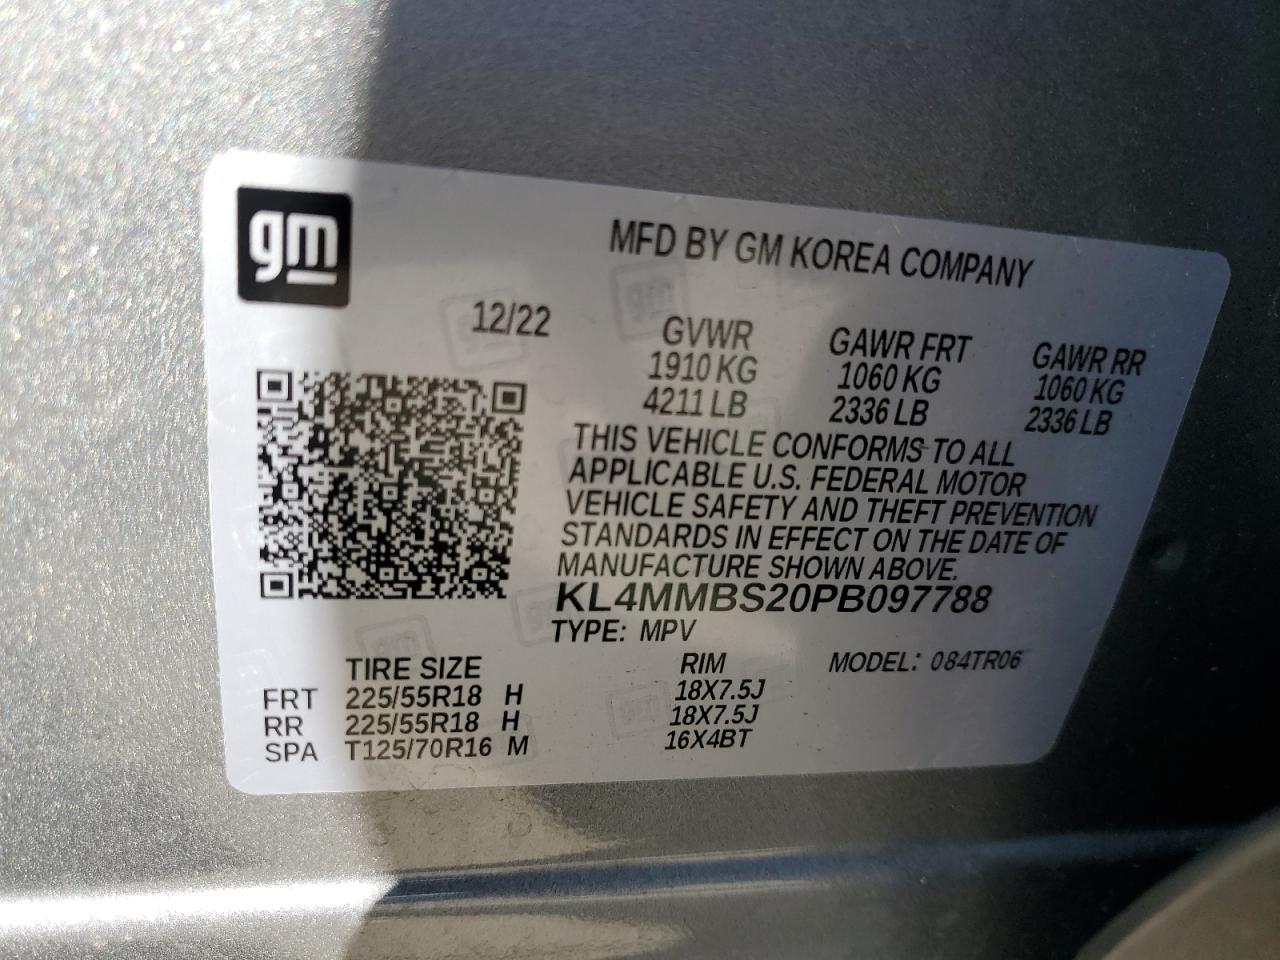 gm
MFD BY GM KOREA COMPANY
12/22
GVWR GAWR FRT GAWR RR
1910 KG 1060 KG 1060 KG
4211 LB 2336 LB 2336 LB
THIS VEHICLE CONFORMS TO ALL
APPLICABLE U.S. FEDERAL MOTOR
VEHICLE SAFETY AND THEFT PREVENTION
STANDARDS IN EFFECT ON THE DATE OF
MANUFACTURE SHOWN ABOVE.
KL4MMBS20PB097788
TYPE: MPV
TIRE SIZE RIM MODEL: 084TR06
FRT 225/55R18 H 18X7.5J
RR 225/55R18 H 18X7.5J
SPA T125/70R16 M 16X4BT